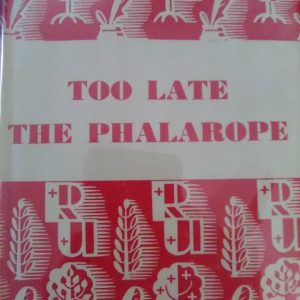 TOO LATE
THE PHALAROPE
R R R
U U U